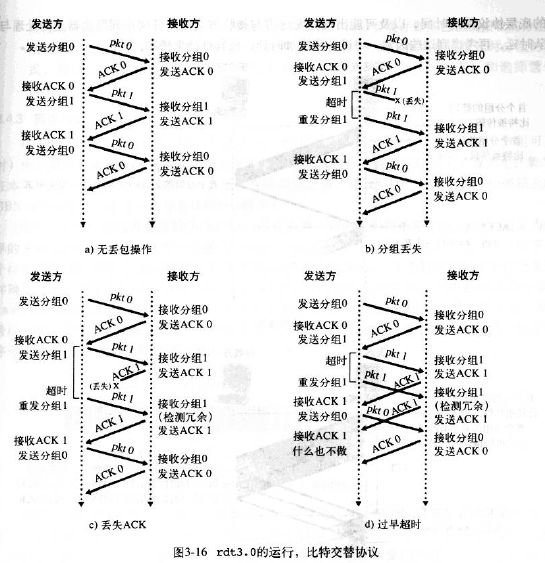 发送方 接收方
发送分组0
pkt 0
接收分组0
发送ACK 0
ACK 0
接收ACK 0
发送分组1
pkt 1
接收分组1
发送ACK 1
ACK 1
接收ACK 1
发送分组0
pkt 0
接收分组0
发送ACK 0
ACK 0
a) 无丢包操作
发送方 接收方
发送分组0
pkt 0
接收分组0
发送ACK 0
ACK 0
接收ACK 0
发送分组1
pkt 1
X (丢失)
超时
重发分组1
pkt 1
接收分组1
发送ACK 1
ACK 1
接收ACK 1
发送分组0
pkt 0
接收分组0
发送ACK 0
ACK 0
b) 分组丢失
发送方 接收方
发送分组0
pkt 0
接收分组0
发送ACK 0
ACK 0
接收ACK 0
发送分组1
pkt 1
接收分组1
发送ACK 1
ACK 1
(丢失) X
超时
重发分组1
pkt 1
接收分组1
(检测冗余)
发送ACK 1
ACK 1
接收ACK 1
发送分组0
pkt 0
接收分组0
发送ACK 0
ACK 0
c) 丢失ACK
发送方 接收方
发送分组0
pkt 0
接收分组0
发送ACK 0
ACK 0
接收ACK 0
发送分组1
pkt 1
接收分组1
发送ACK 1
超时
重发分组1
pkt 1
ACK 1
接收分组1
(检测冗余)
发送ACK 1
接收ACK 1
发送分组0
pkt 0
ACK 1
接收ACK 1
什么也不做
接收分组0
发送ACK 0
ACK 0
d) 过早超时
图3-16 rdt3.0的运行，比特交替协议